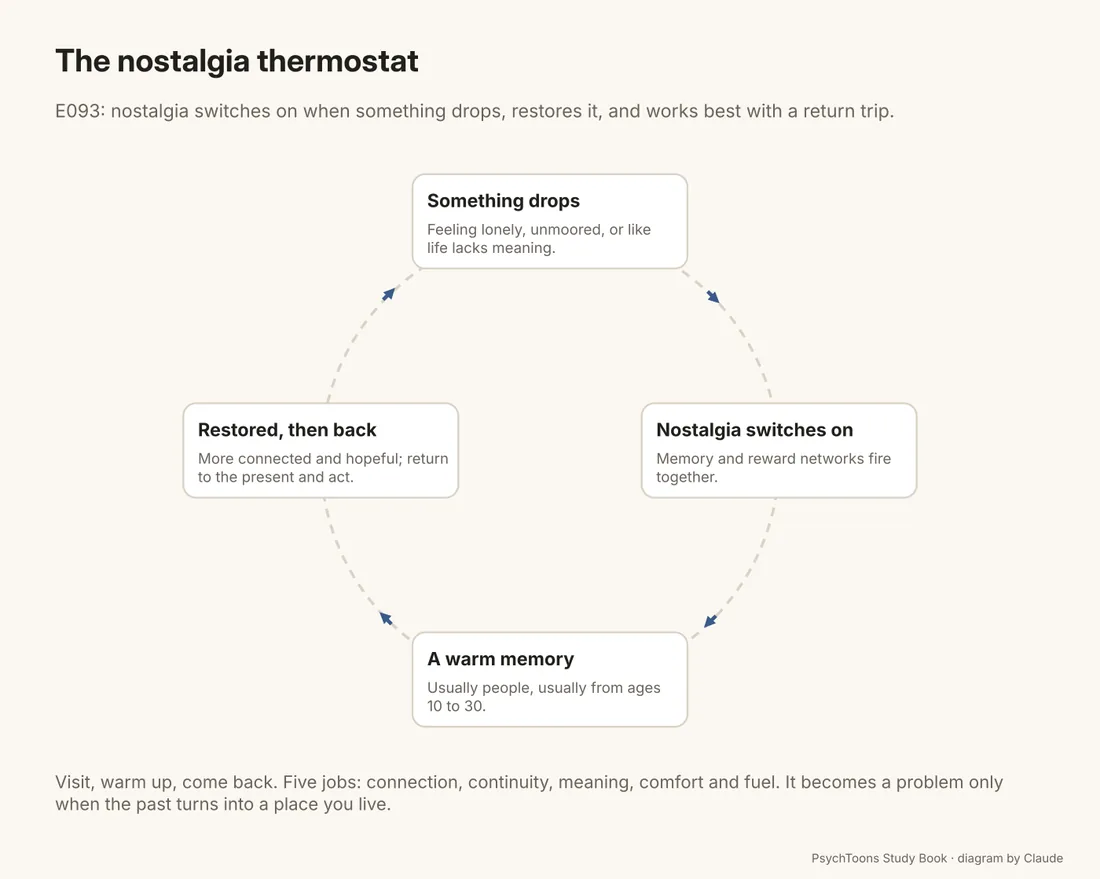 The nostalgia thermostat
E093: nostalgia switches on when something drops, restores it, and works best with a return trip.
Something drops
Feeling lonely, unmoored, or like
life lacks meaning.
Restored, then back
More connected and hopeful; return
to the present and act.
Nostalgia switches on
Memory and reward networks fire
together.
A warm memory
Usually people, usually from ages
10 to 30.
Visit, warm up, come back. Five jobs: connection, continuity, meaning, comfort and fuel. It becomes a problem only
when the past turns into a place you live.
PsychToons Study Book · diagram by Claude